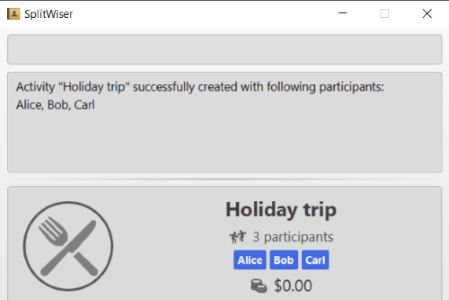 SplitWiser
Activity "Holiday trip" successfully created with following participants:
Alice, Bob, Carl
Holiday trip
3 participants
Alice Bob Carl
$0.00